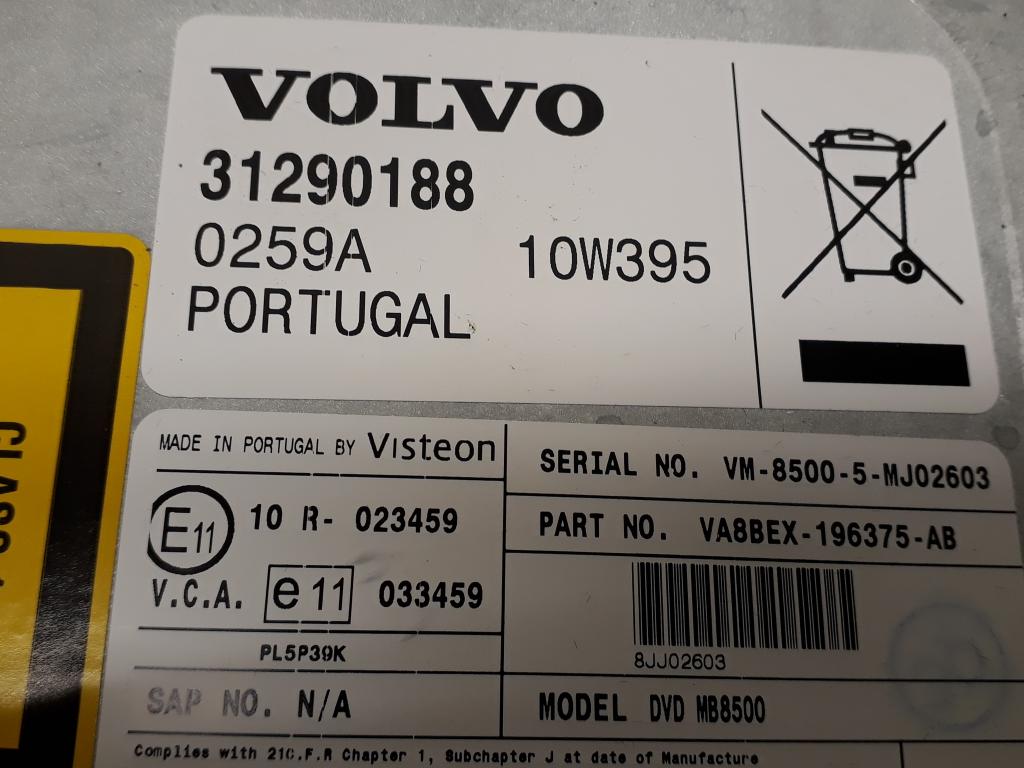 VOLVO
31290188
0259A 10W395
PORTUGAL
MADE IN PORTUGAL BY Visteon
SERIAL NO. VM-8500-5-MJ02603
E11 10 R- 023459
PART NO. VA8BEX-196375-AB
V.C.A. e11 033459
8JJ02603
PL5P39K
SAP NO. N/A
MODEL DVD MB8500
Complies with 21C.F.R Chapter 1, Subchapter J at date of Manufacture
CLASS 1